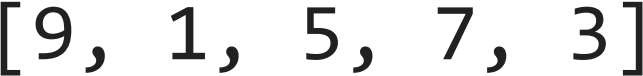 [9, 1, 5, 7, 3]